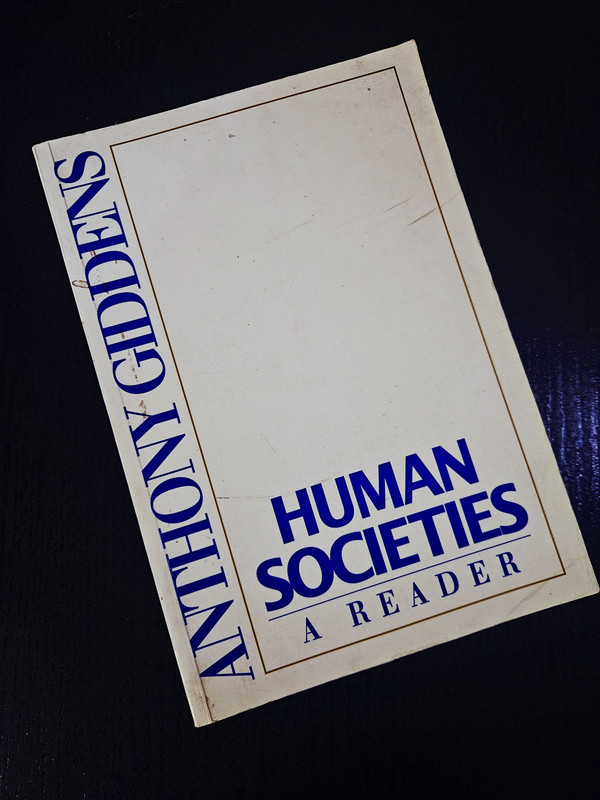 ANTHONY GIDDENS
HUMAN
SOCIETIES
A READER